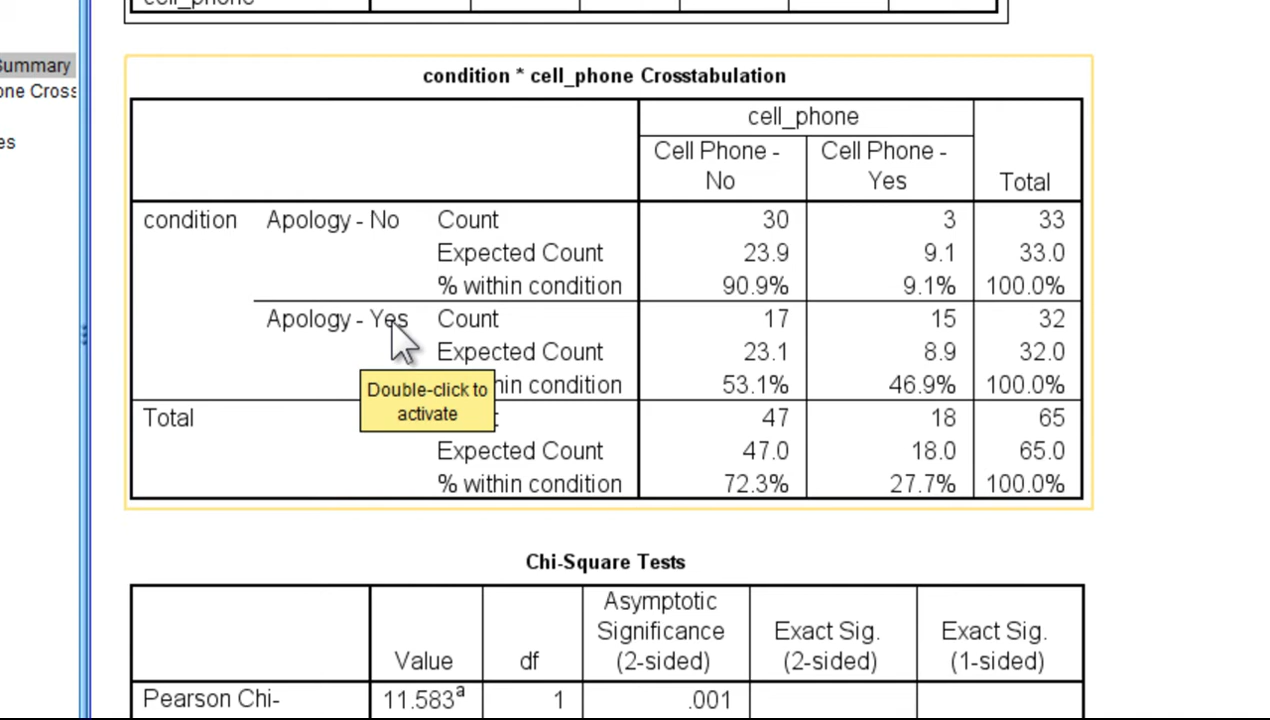 cell_phone
Summary
one Cross
es
condition * cell_phone Crosstabulation
cell_phone
Cell Phone - No Cell Phone - Yes Total
condition Apology - No Count 30 3 33
Expected Count 23.9 9.1 33.0
% within condition 90.9% 9.1% 100.0%
Apology - Yes Count 17 15 32
Expected Count 23.1 8.9 32.0
hin condition 53.1% 46.9% 100.0%
Double-click to
activate
Total t 47 18 65
Expected Count 47.0 18.0 65.0
% within condition 72.3% 27.7% 100.0%
Chi-Square Tests
Value df Asymptotic Significance (2-sided) Exact Sig. (2-sided) Exact Sig. (1-sided)
Pearson Chi- 11.583a 1 .001